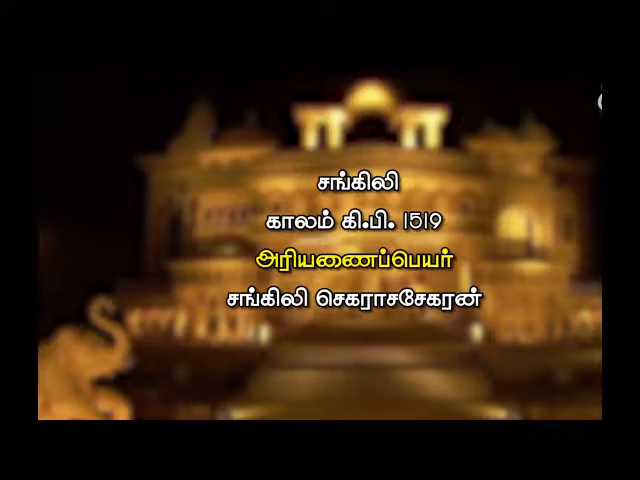 சங்கிலி
காலம் கி.பி. 1519
அரியணைப்பெயர்
சங்கிலி செகராசசேகரன்